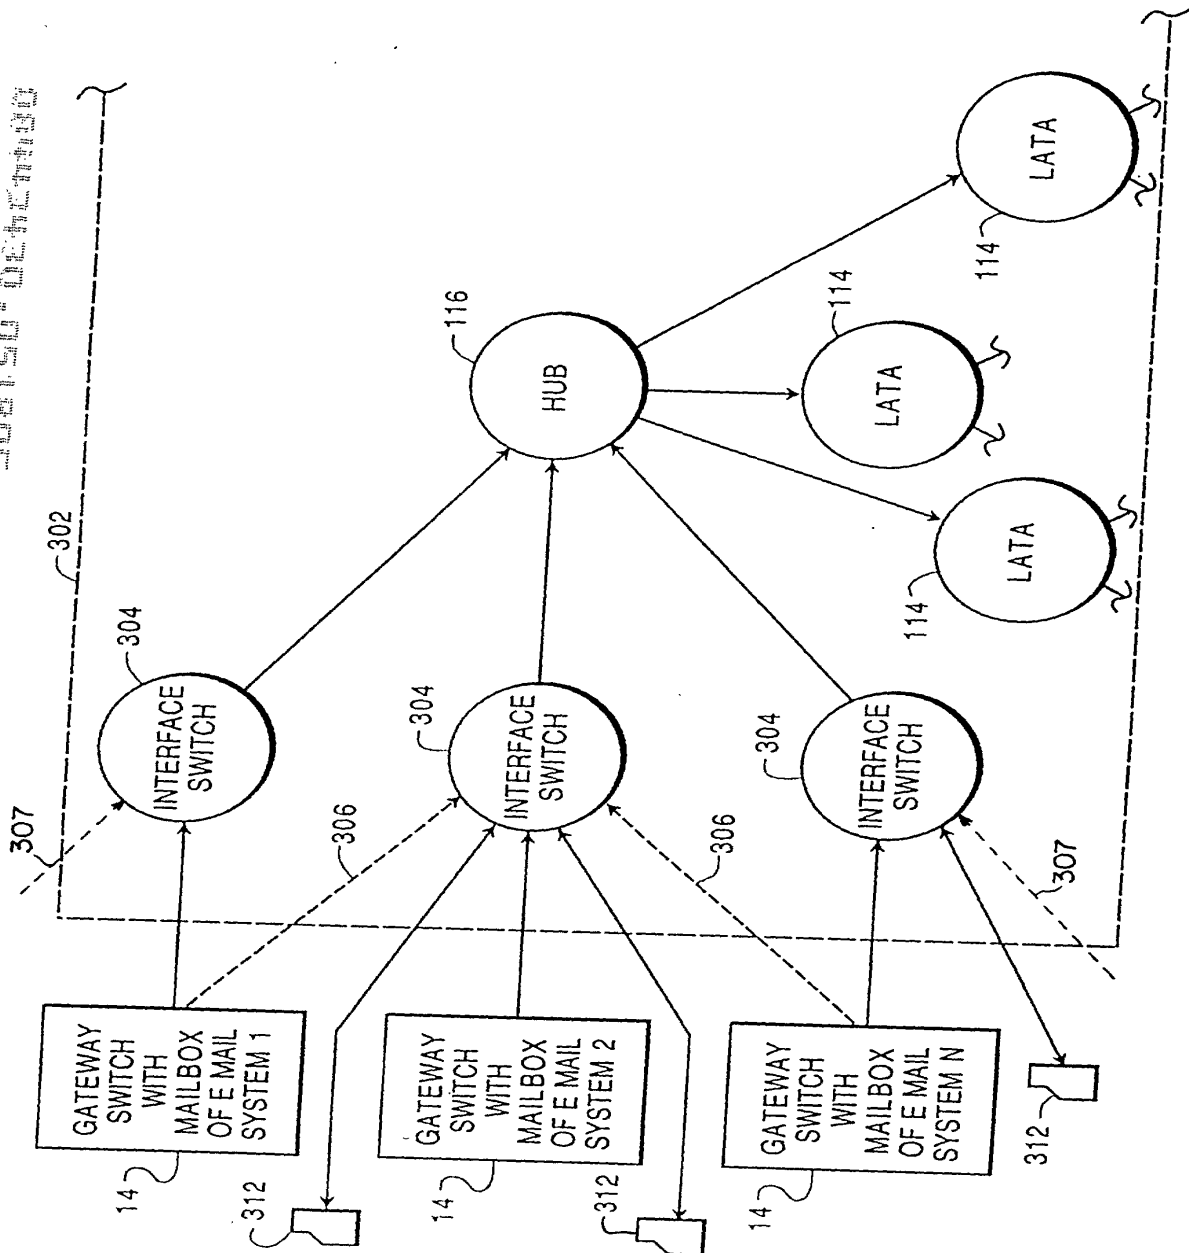 302
307
304
INTERFACE
SWITCH
304
INTERFACE
SWITCH
304
INTERFACE
SWITCH
306
306
307
116
HUB
114
LATA
114
LATA
114
LATA
GATEWAY
SWITCH
WITH
MAILBOX
OF E MAIL
SYSTEM 1
14
312
GATEWAY
SWITCH
WITH
MAILBOX
OF E MAIL
SYSTEM 2
14
312
GATEWAY
SWITCH
WITH
MAILBOX
OF E MAIL
SYSTEM N
14
312